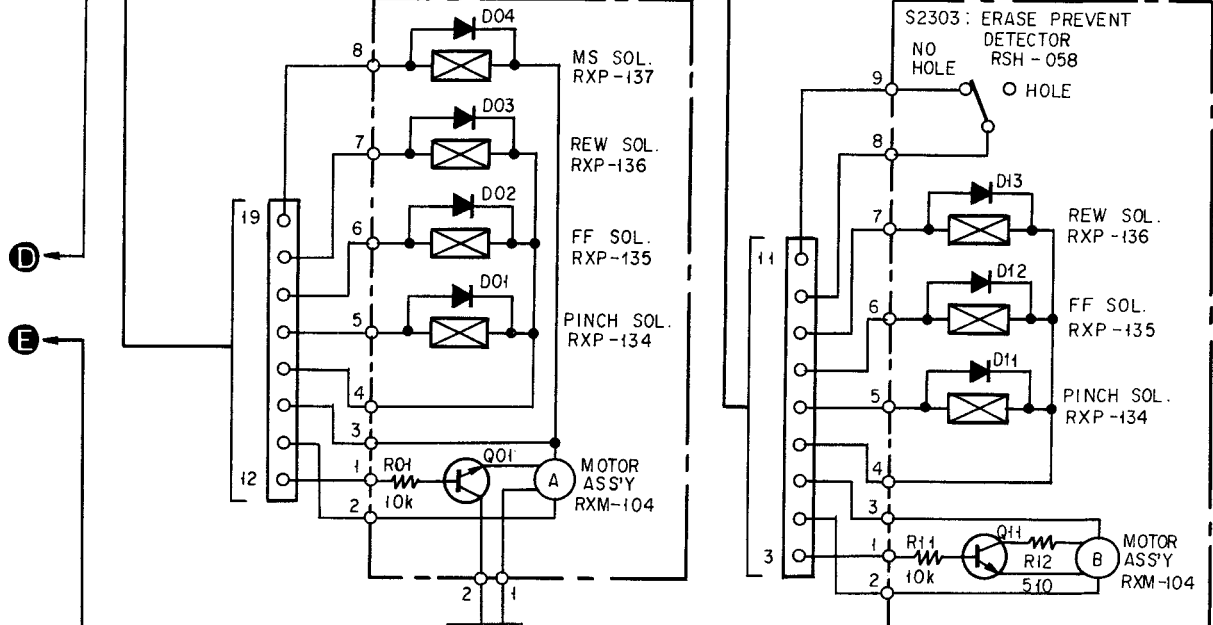 D04
8
MS SOL.
RXP-137
D03
7
REW SOL.
RXP-136
19
D02
6
FF SOL.
RXP-135
D01
5
PINCH SOL.
RXP-134
4
3
12
1
R01
10k
Q01
A
MOTOR
ASS'Y
RXM-104
2
2
1
D
E
S2303: ERASE PREVENT
DETECTOR
RSH-058
NO
HOLE
HOLE
9
8
D13
7
REW SOL.
RXP-136
11
D12
6
FF SOL.
RXP-135
D11
5
PINCH SOL.
RXP-134
4
3
3
1
R11
10k
Q11
R12
510
B
MOTOR
ASS'Y
RXM-104
2